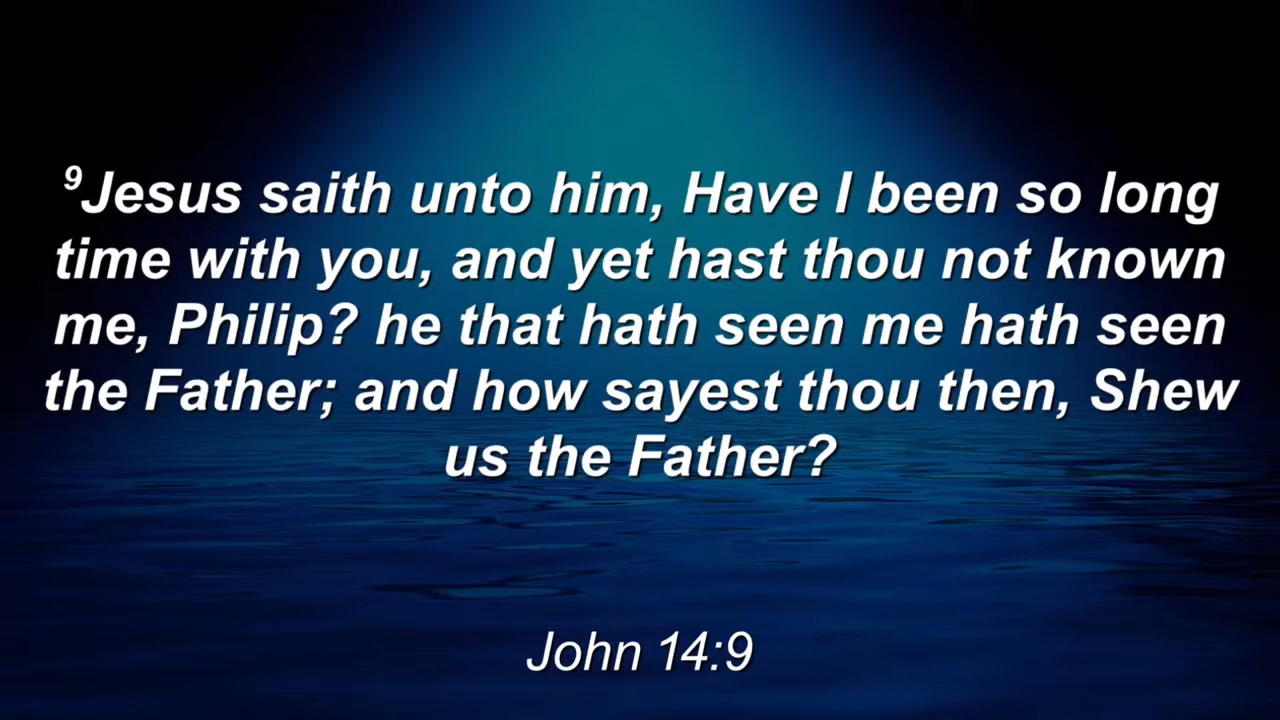 ⁹Jesus saith unto him, Have I been so long
time with you, and yet hast thou not known
me, Philip? he that hath seen me hath seen
the Father; and how sayest thou then, Shew
us the Father?
John 14:9